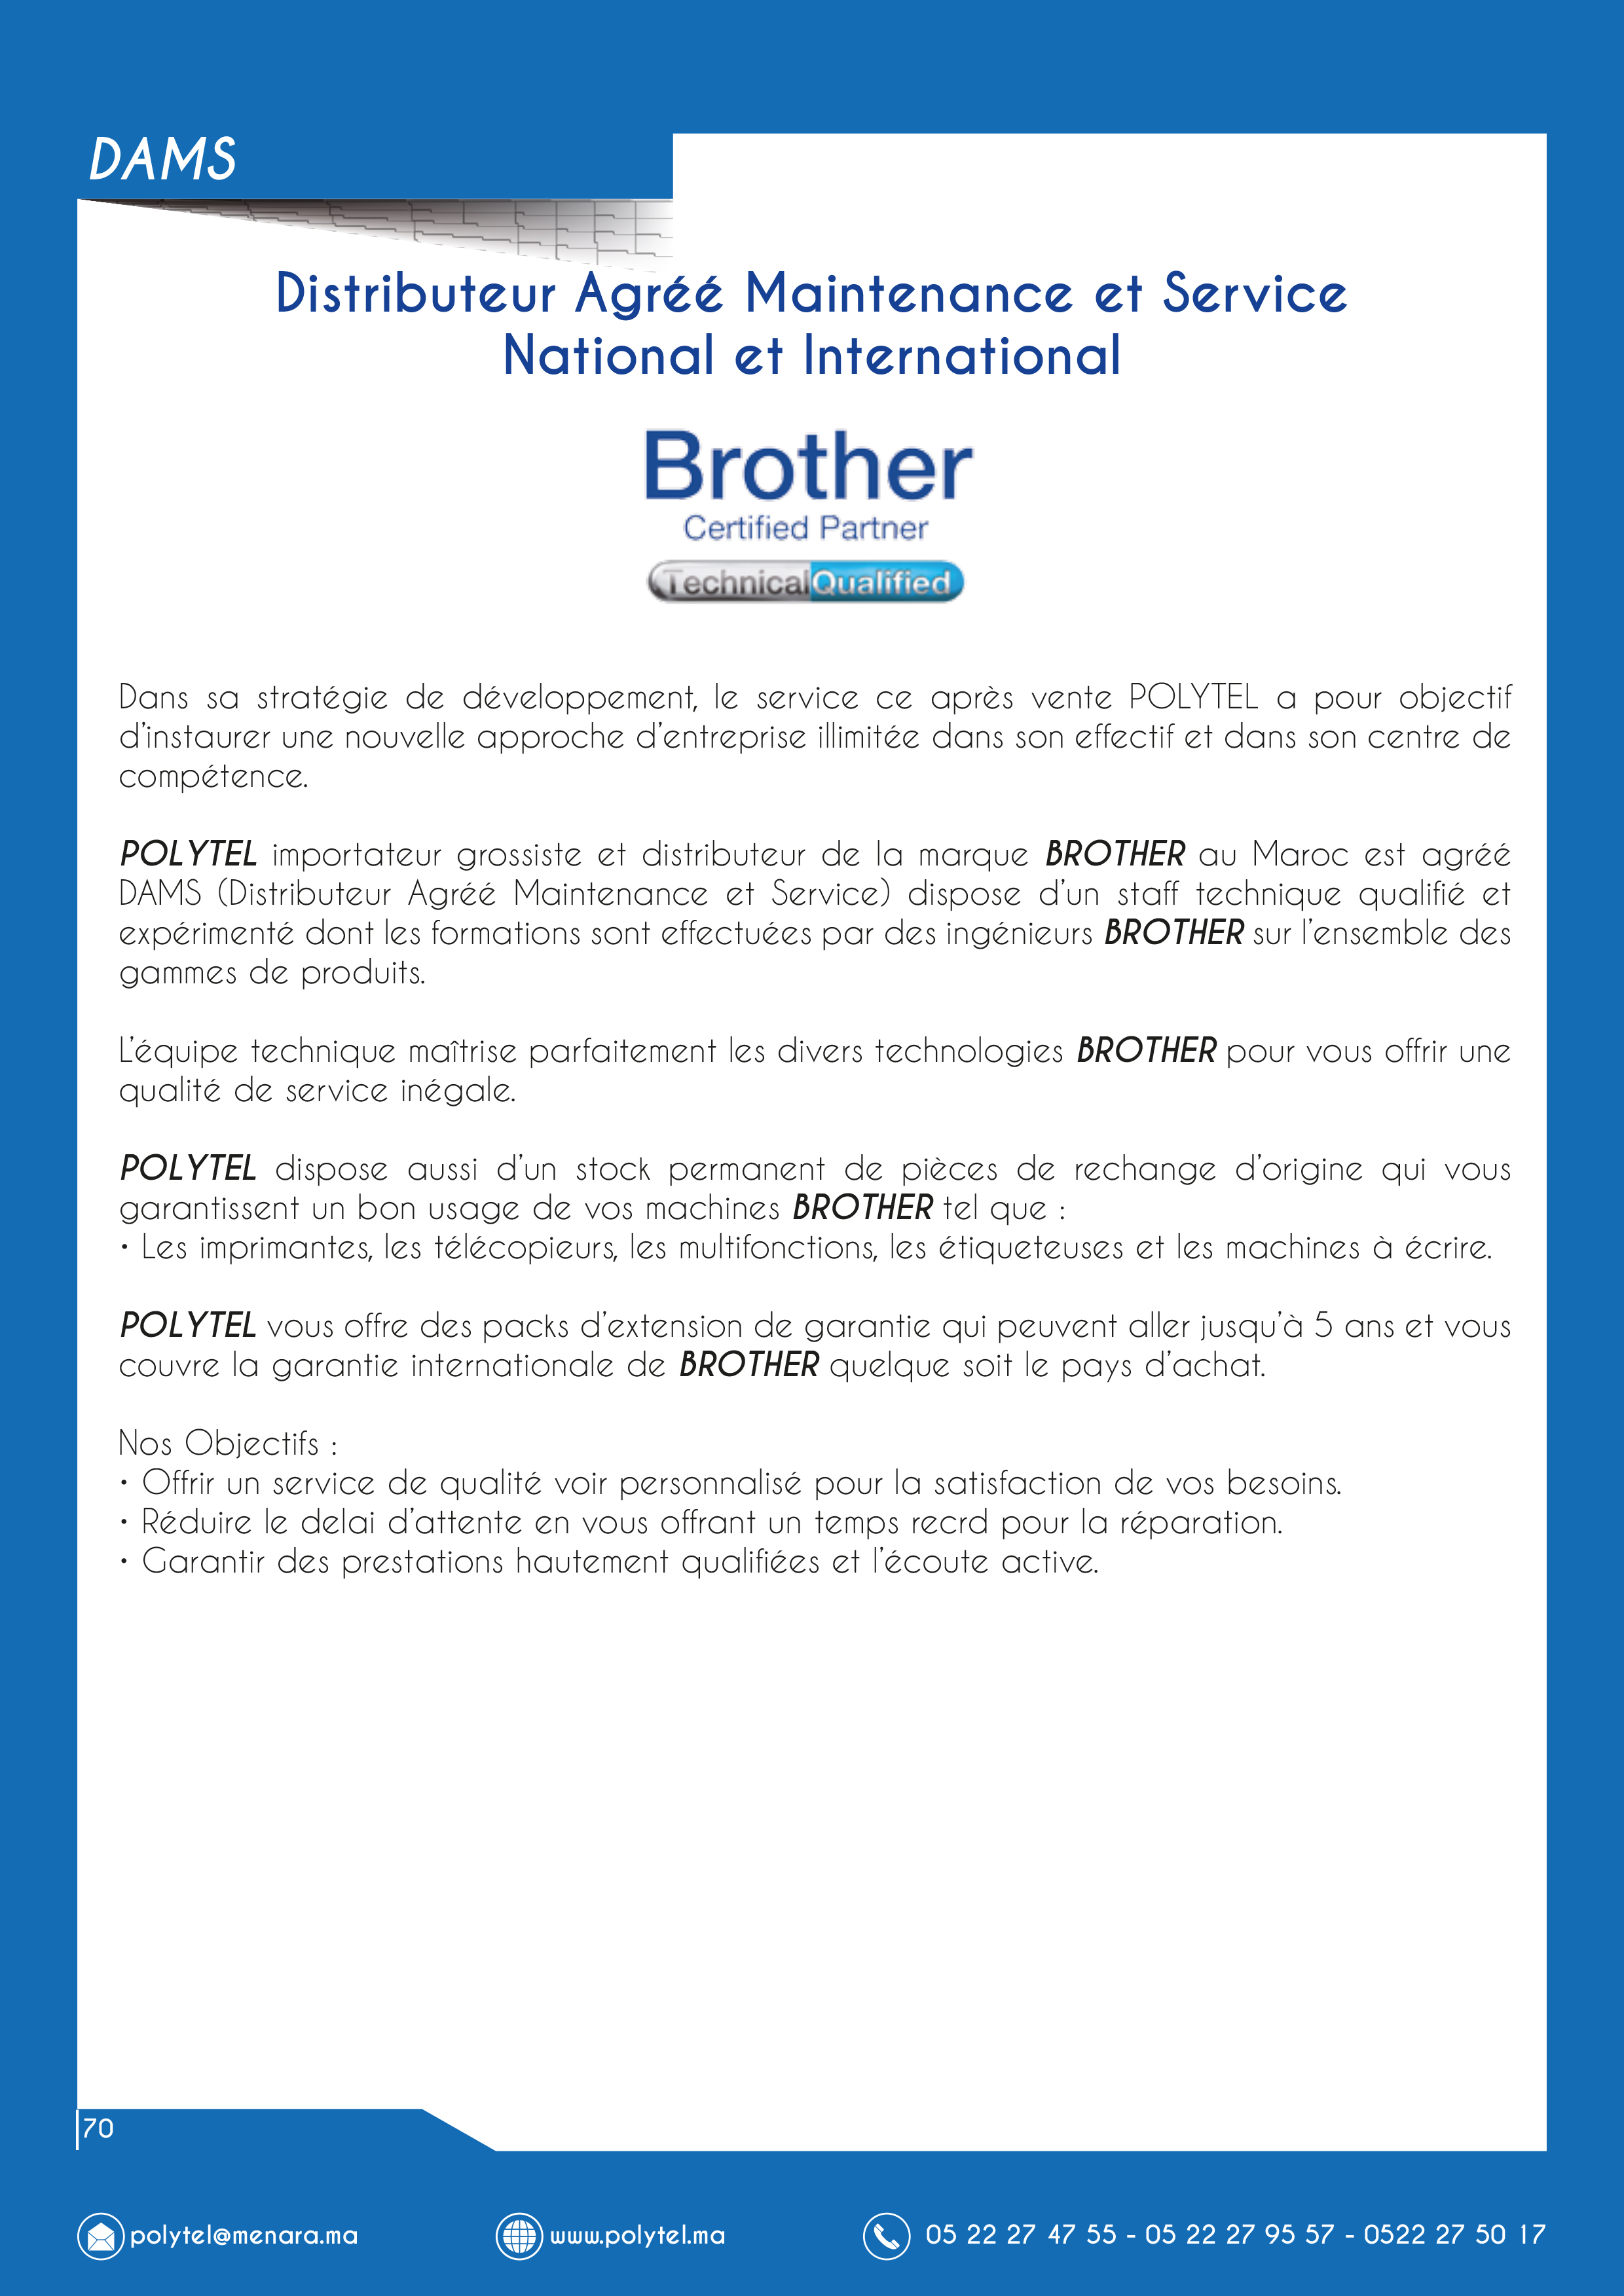 DAMS
Distributeur Agréé Maintenance et Service
National et International
Brother
Certified Partner
TechnicalQualified
Dans sa stratégie de développement, le service ce après vente POLYTEL a pour objectif
d'instaurer une nouvelle approche d'entreprise illimitée dans son effectif et dans son centre de
compétence.
POLYTEL importateur grossiste et distributeur de la marque BROTHER au Maroc est agréé
DAMS (Distributeur Agréé Maintenance et Service) dispose d'un staff technique qualifié et
expérimenté dont les formations sont effectuées par des ingénieurs BROTHER sur l'ensemble des
gammes de produits.
L'équipe technique maîtrise parfaitement les divers technologies BROTHER pour vous offrir une
qualité de service inégale.
POLYTEL dispose aussi d'un stock permanent de pièces de rechange d'origine qui vous
garantissent un bon usage de vos machines BROTHER tel que :
• Les imprimantes, les télécopieurs, les multifonctions, les étiqueteuses et les machines à écrire.
POLYTEL vous offre des packs d'extension de garantie qui peuvent aller jusqu'à 5 ans et vous
couvre la garantie internationale de BROTHER quelque soit le pays d'achat.
Nos Objectifs :
• Offrir un service de qualité voir personnalisé pour la satisfaction de vos besoins.
• Réduire le delai d'attente en vous offrant un temps recrd pour la réparation.
• Garantir des prestations hautement qualifiées et l'écoute active.
70
polytel@menara.ma
www.polytel.ma
05 22 27 47 55 - 05 22 27 95 57 - 0522 27 50 17